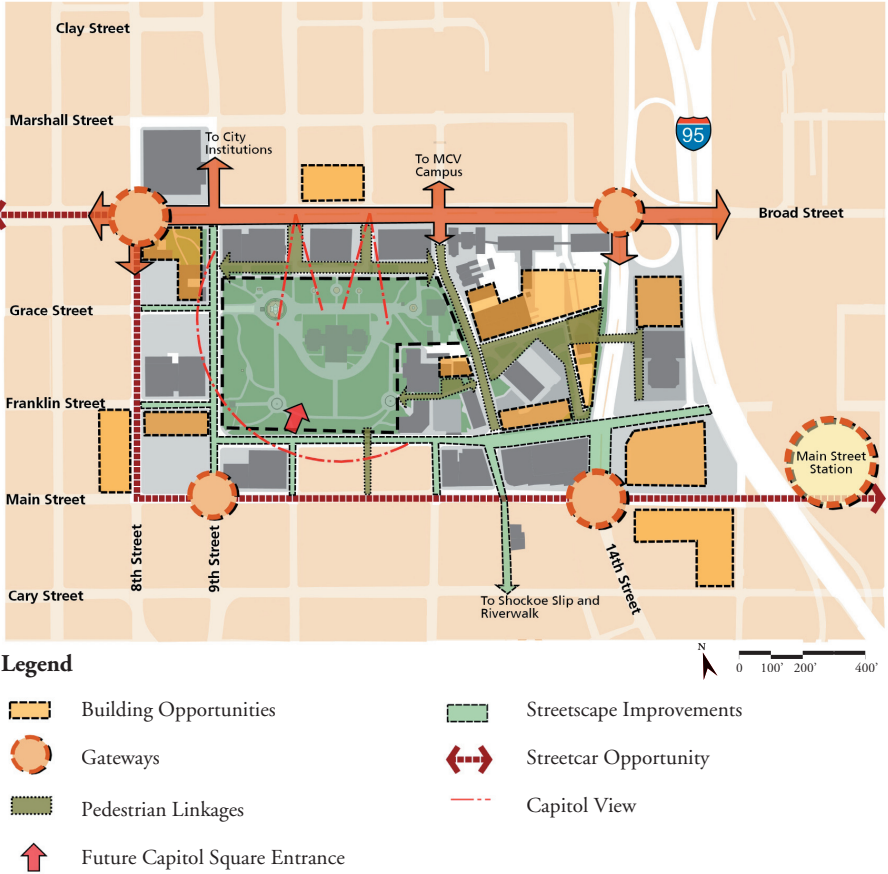 Clay Street
Marshall Street
To City
Institutions
To MCV
Campus
95
Broad Street
Grace Street
Franklin Street
Main Street
Station
Main Street
8th Street
9th Street
14th Street
Cary Street
To Shockoe Slip and
Riverwalk
Legend
N
0 100' 200' 400'
Building Opportunities
Gateways
Pedestrian Linkages
Future Capitol Square Entrance
Streetscape Improvements
Streetcar Opportunity
Capitol View